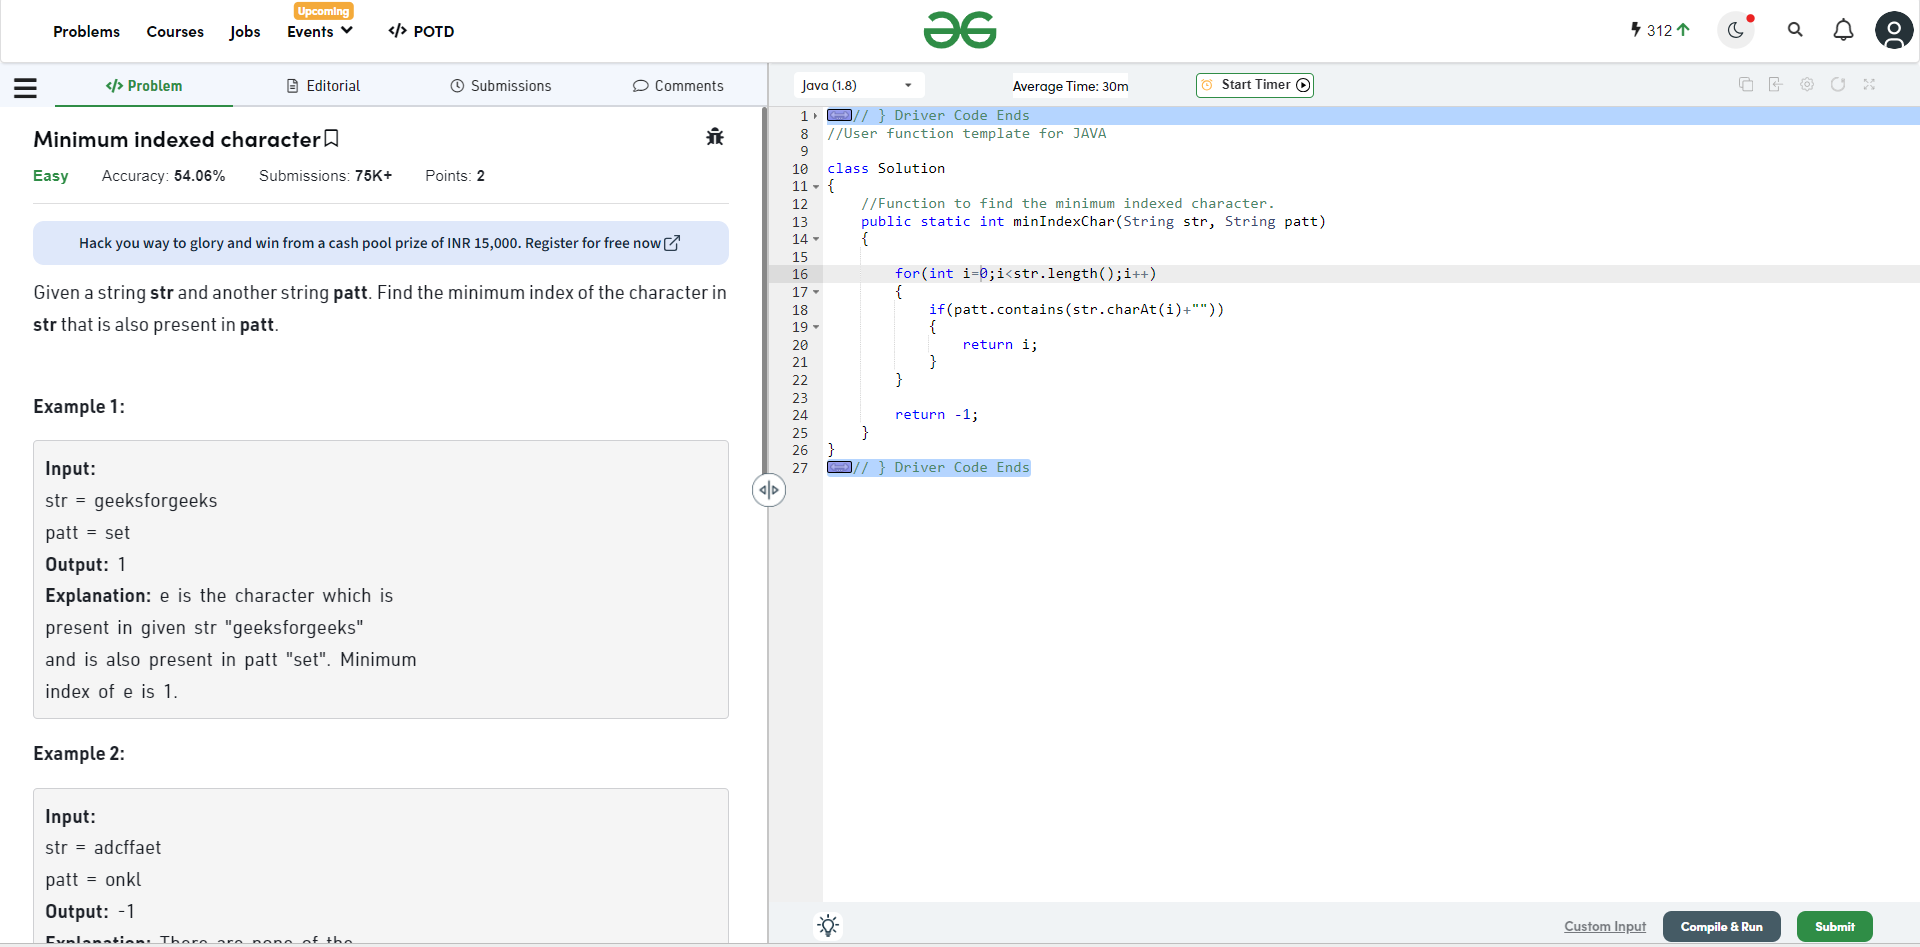 Upcoming
Problems Courses Jobs Events </> POTD
312
</> Problem Editorial Submissions Comments
Java (1.8) Average Time: 30m Start Timer
Minimum indexed character
Easy Accuracy: 54.06% Submissions: 75K+ Points: 2
Hack you way to glory and win from a cash pool prize of INR 15,000. Register for free now
Given a string str and another string patt. Find the minimum index of the character in
str that is also present in patt.
Example 1:
Input:
str = geeksforgeeks
patt = set
Output: 1
Explanation: e is the character which is
present in given str "geeksforgeeks"
and is also present in patt "set". Minimum
index of e is 1.
Example 2:
Input:
str = adcffaet
patt = onkl
Output: -1
Explanation: There are none of the
1 // } Driver Code Ends
8 //User function template for JAVA
9
10 class Solution
11 {
12 //Function to find the minimum indexed character.
13 public static int minIndexChar(String str, String patt)
14 {
15
16 for(int i=0;i<str.length();i++)
17 {
18 if(patt.contains(str.charAt(i)+""))
19 {
20 return i;
21 }
22 }
23
24 return -1;
25 }
26 }
27 // } Driver Code Ends
Custom Input Compile & Run Submit